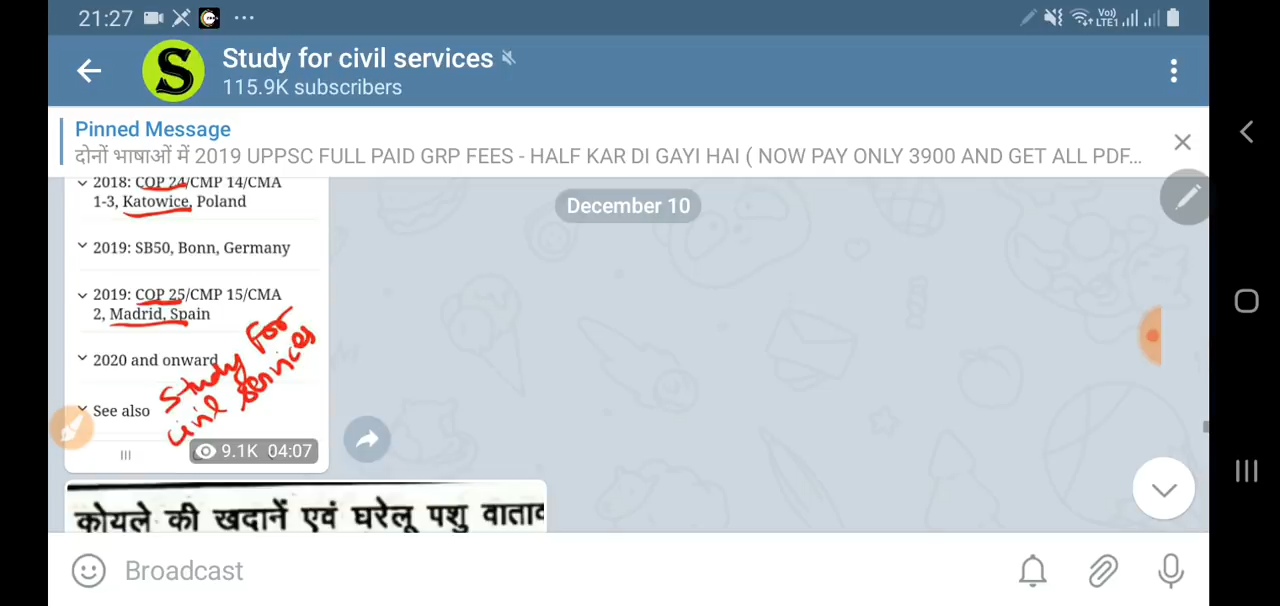 21:27 ...
Vo))
LTE1
Study for civil services
115.9K subscribers
Pinned Message
दोनों भाषाओं में 2019 UPPSC FULL PAID GRP FEES - HALF KAR DI GAYI HAI ( NOW PAY ONLY 3900 AND GET ALL PDF...
December 10
2018: COP 24/CMP 14/CMA
1-3, Katowice, Poland
2019: SB50, Bonn, Germany
2019: COP 25/CMP 15/CMA
2, Madrid, Spain
2020 and onward
See also
Study For
civil services
9.1K 04:07
कोयले की खदानें एवं घरेलू पशु
Broadcast